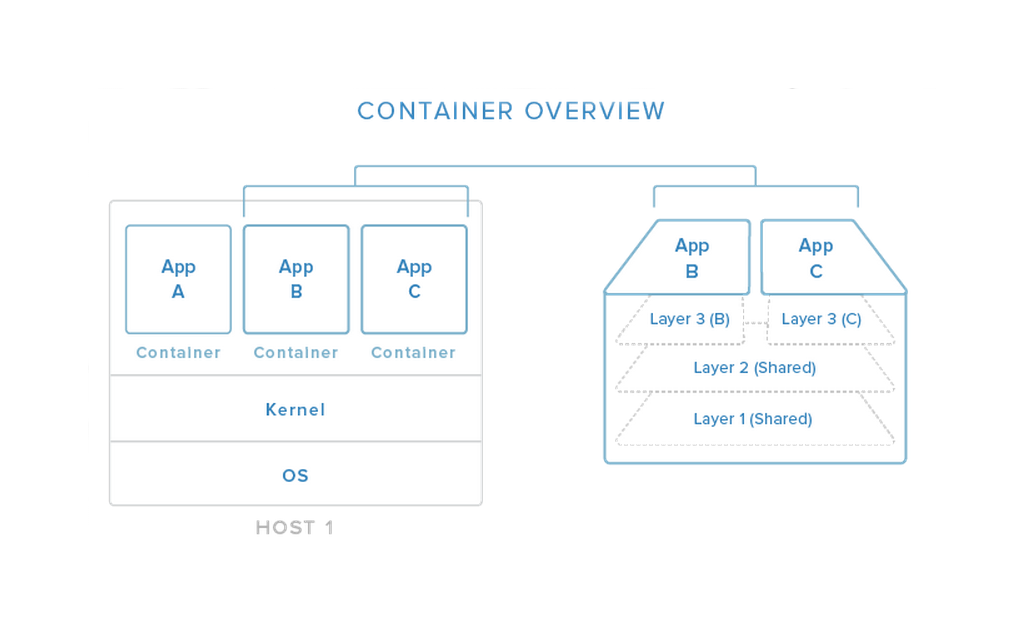 CONTAINER OVERVIEW
App
A
App
B
App
C
Container
Container
Container
Kernel
OS
HOST 1
App
B
App
C
Layer 3 (B)
Layer 3 (C)
Layer 2 (Shared)
Layer 1 (Shared)